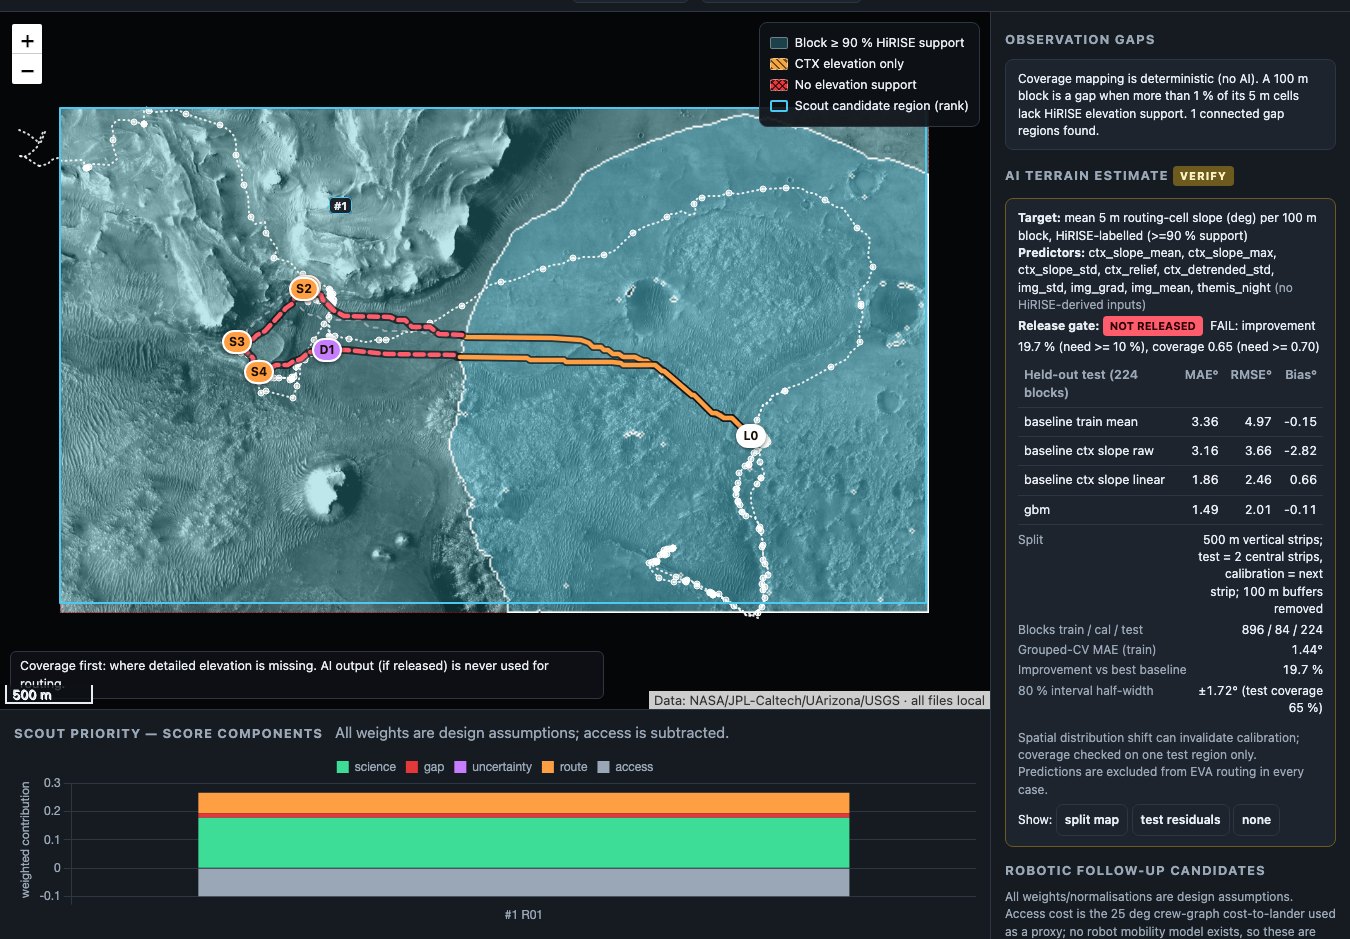 +
−
Block ≥ 90 % HiRISE support
CTX elevation only
No elevation support
Scout candidate region (rank)
#1
S2
S3
D1
S4
L0
Coverage first: where detailed elevation is missing. AI output (if released) is never used for
routing.
500 m
Data: NASA/JPL-Caltech/UArizona/USGS · all files local
SCOUT PRIORITY — SCORE COMPONENTS All weights are design assumptions; access is subtracted.
science gap uncertainty route access
weighted contribution
0.3
0.2
0.1
0
-0.1
#1 R01
OBSERVATION GAPS
Coverage mapping is deterministic (no AI). A 100 m
block is a gap when more than 1 % of its 5 m cells
lack HiRISE elevation support. 1 connected gap
regions found.
AI TERRAIN ESTIMATE VERIFY
Target: mean 5 m routing-cell slope (deg) per 100 m
block, HiRISE-labelled (>=90 % support)
Predictors: ctx_slope_mean, ctx_slope_max,
ctx_slope_std, ctx_relief, ctx_detrended_std,
img_std, img_grad, img_mean, themis_night (no
HiRISE-derived inputs)
Release gate: NOT RELEASED FAIL: improvement
19.7 % (need >= 10 %), coverage 0.65 (need >= 0.70)
Held-out test (224 MAE° RMSE° Bias°
blocks)
baseline train mean 3.36 4.97 -0.15
baseline ctx slope raw 3.16 3.66 -2.82
baseline ctx slope linear 1.86 2.46 0.66
gbm 1.49 2.01 -0.11
Split 500 m vertical strips;
test = 2 central strips,
calibration = next
strip; 100 m buffers
removed
Blocks train / cal / test 896 / 84 / 224
Grouped-CV MAE (train) 1.44°
Improvement vs best baseline 19.7 %
80 % interval half-width ±1.72° (test coverage
65 %)
Spatial distribution shift can invalidate calibration;
coverage checked on one test region only.
Predictions are excluded from EVA routing in every
case.
Show: split map test residuals none
ROBOTIC FOLLOW-UP CANDIDATES
All weights/normalisations are design assumptions.
Access cost is the 25 deg crew-graph cost-to-lander used
as a proxy; no robot mobility model exists, so these are